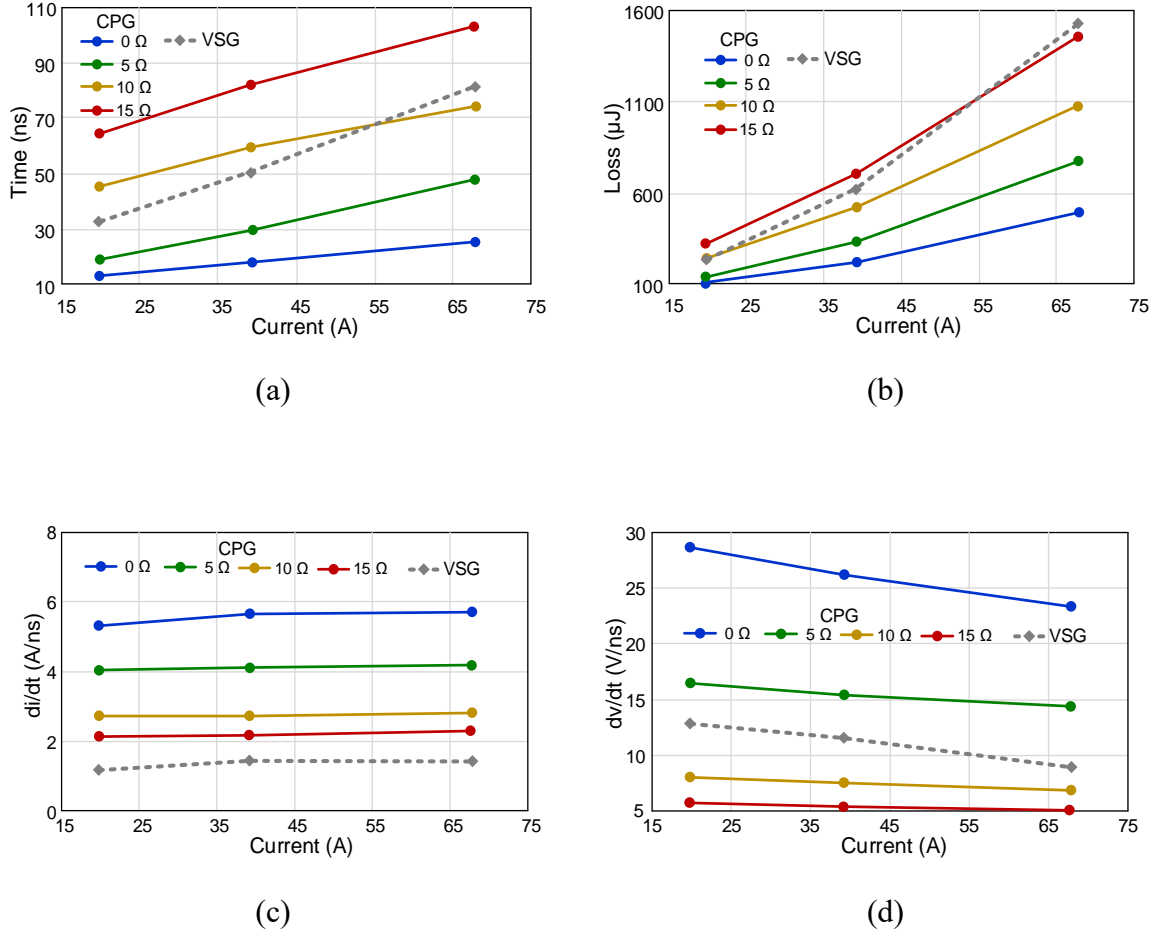 110
90
70
50
30
10
Time (ns)
CPG
0 Ω
5 Ω
10 Ω
15 Ω
VSG
15 25 35 45 55 65 75
Current (A)
(a)
1600
1100
600
100
Loss (µJ)
CPG
0 Ω
5 Ω
10 Ω
15 Ω
VSG
15 25 35 45 55 65 75
Current (A)
(b)
8
6
4
2
0
di/dt (A/ns)
CPG
0 Ω 5 Ω 10 Ω 15 Ω VSG
15 25 35 45 55 65 75
Current (A)
(c)
30
25
20
15
10
5
dv/dt (V/ns)
CPG
0 Ω 5 Ω 10 Ω 15 Ω VSG
15 25 35 45 55 65 75
Current (A)
(d)